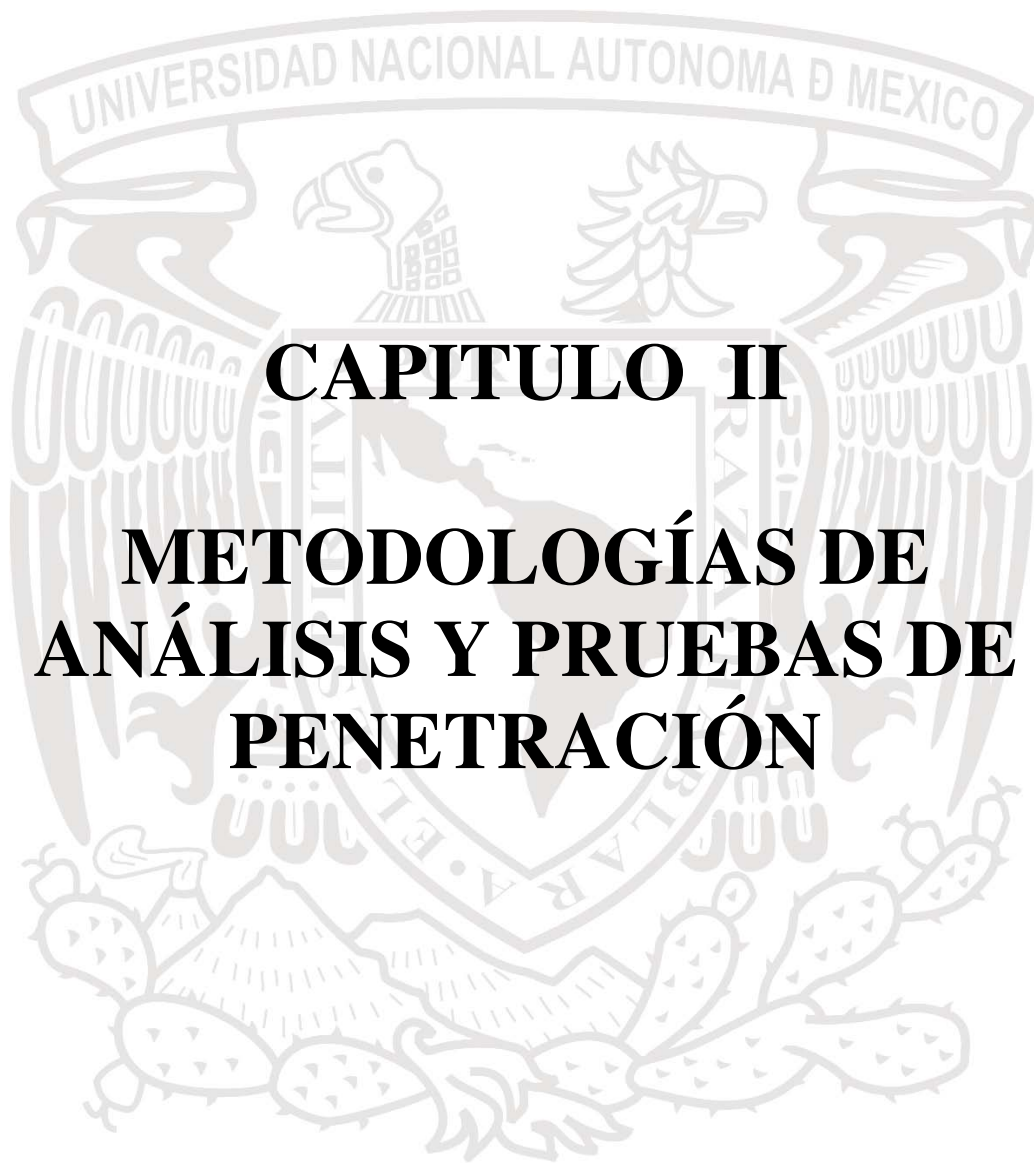 UNIVERSIDAD NACIONAL AUTONOMA Đ MEXICO
CAPITULO II
METODOLOGÍAS DE
ANÁLISIS Y PRUEBAS DE
PENETRACIÓN